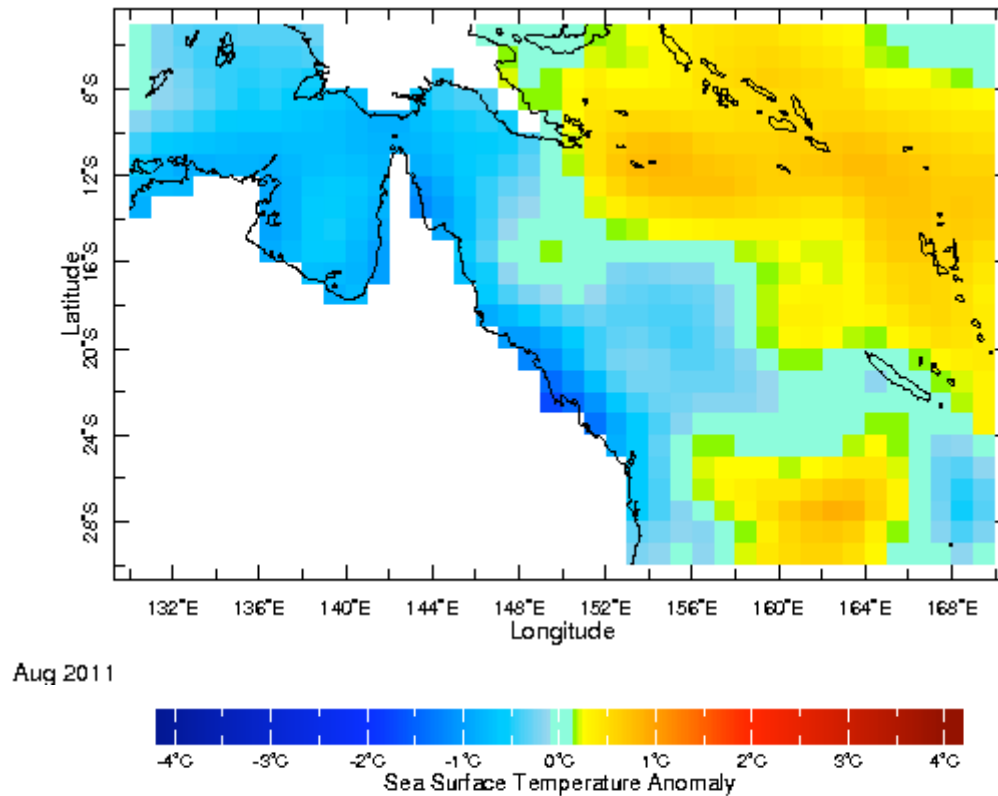 8°S
12°S
16°S
20°S
24°S
28°S
Latitude
132°E 136°E 140°E 144°E 148°E 152°E 156°E 160°E 164°E 168°E
Longitude
Aug 2011
-4°C -3°C -2°C -1°C 0°C 1°C 2°C 3°C 4°C
Sea Surface Temperature Anomaly